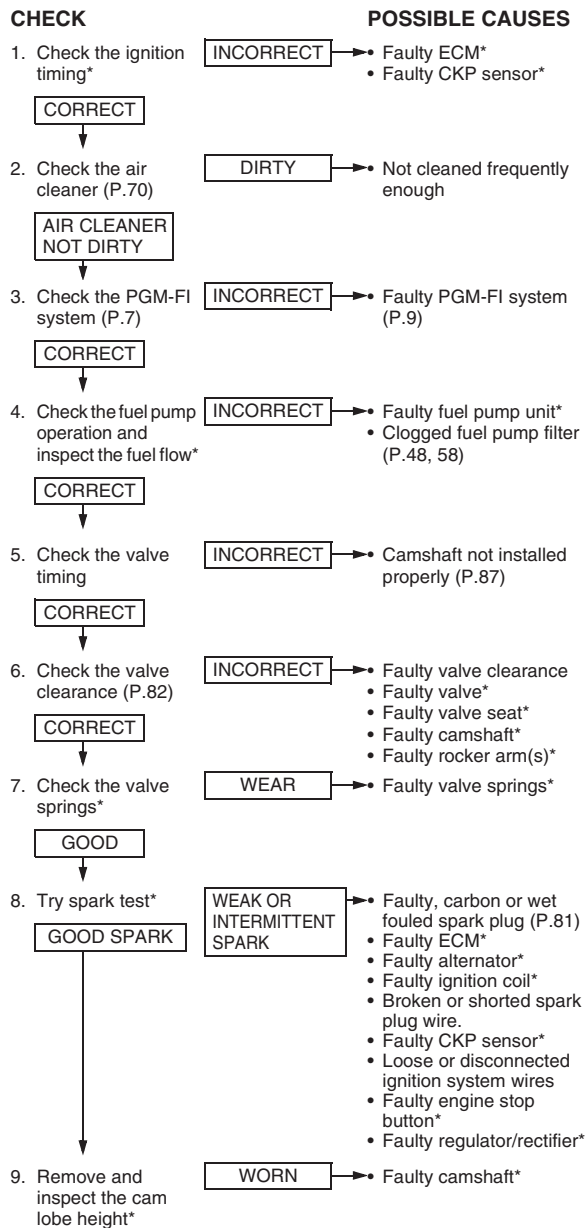 CHECK
POSSIBLE CAUSES
1. Check the ignition
timing*
INCORRECT
• Faulty ECM*
• Faulty CKP sensor*
CORRECT
2. Check the air
cleaner (P.70)
DIRTY
• Not cleaned frequently
enough
AIR CLEANER
NOT DIRTY
3. Check the PGM-FI
system (P.7)
INCORRECT
• Faulty PGM-FI system
(P.9)
CORRECT
4. Check the fuel pump
operation and
inspect the fuel flow*
INCORRECT
• Faulty fuel pump unit*
• Clogged fuel pump filter
(P.48, 58)
CORRECT
5. Check the valve
timing
INCORRECT
• Camshaft not installed
properly (P.87)
CORRECT
6. Check the valve
clearance (P.82)
INCORRECT
• Faulty valve clearance
• Faulty valve*
• Faulty valve seat*
• Faulty camshaft*
• Faulty rocker arm(s)*
CORRECT
7. Check the valve
springs*
WEAR
• Faulty valve springs*
GOOD
8. Try spark test*
WEAK OR
INTERMITTENT
SPARK
• Faulty, carbon or wet
fouled spark plug (P.81)
• Faulty ECM*
• Faulty alternator*
• Faulty ignition coil*
• Broken or shorted spark
plug wire.
• Faulty CKP sensor*
• Loose or disconnected
ignition system wires
• Faulty engine stop
button*
• Faulty regulator/rectifier*
GOOD SPARK
9. Remove and
inspect the cam
lobe height*
WORN
• Faulty camshaft*